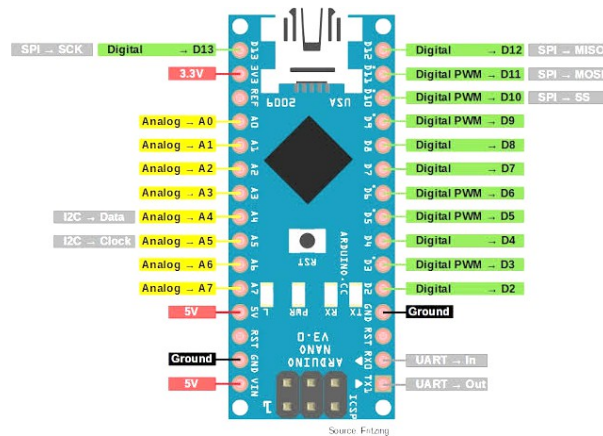 SPI → SCK Digital → D13 D13 D12 Digital → D12 SPI → MISO
3.3V 3V3 D11 Digital PWM → D11 SPI → MOSI
REF D10 Digital PWM → D10 SPI → SS
2009 USA
Analog → A0 A0 D9 Digital PWM → D9
Analog → A1 A1 D8 Digital → D8
Analog → A2 A2 D7 Digital → D7
Analog → A3 A3 D6 Digital PWM → D6
I2C → Data Analog → A4 A4 D5 Digital PWM → D5
I2C → Clock Analog → A5 A5 D4 Digital → D4
RST
ARDUINO.CC
Analog → A6 A6 D3 Digital PWM → D3
Analog → A7 A7 D2 Digital → D2
5V 5V GND Ground
L PWR RX TX
RST RST
ARDUINO
NANO
V3.0
Ground GND RX0 UART → In
5V VIN TX1 UART → Out
1 ICSP
Source: Fritzing